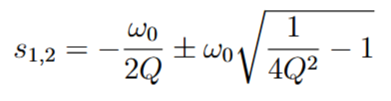 s_{1,2} = -\frac{\omega_0}{2Q} \pm \omega_0 \sqrt{\frac{1}{4Q^2} - 1}